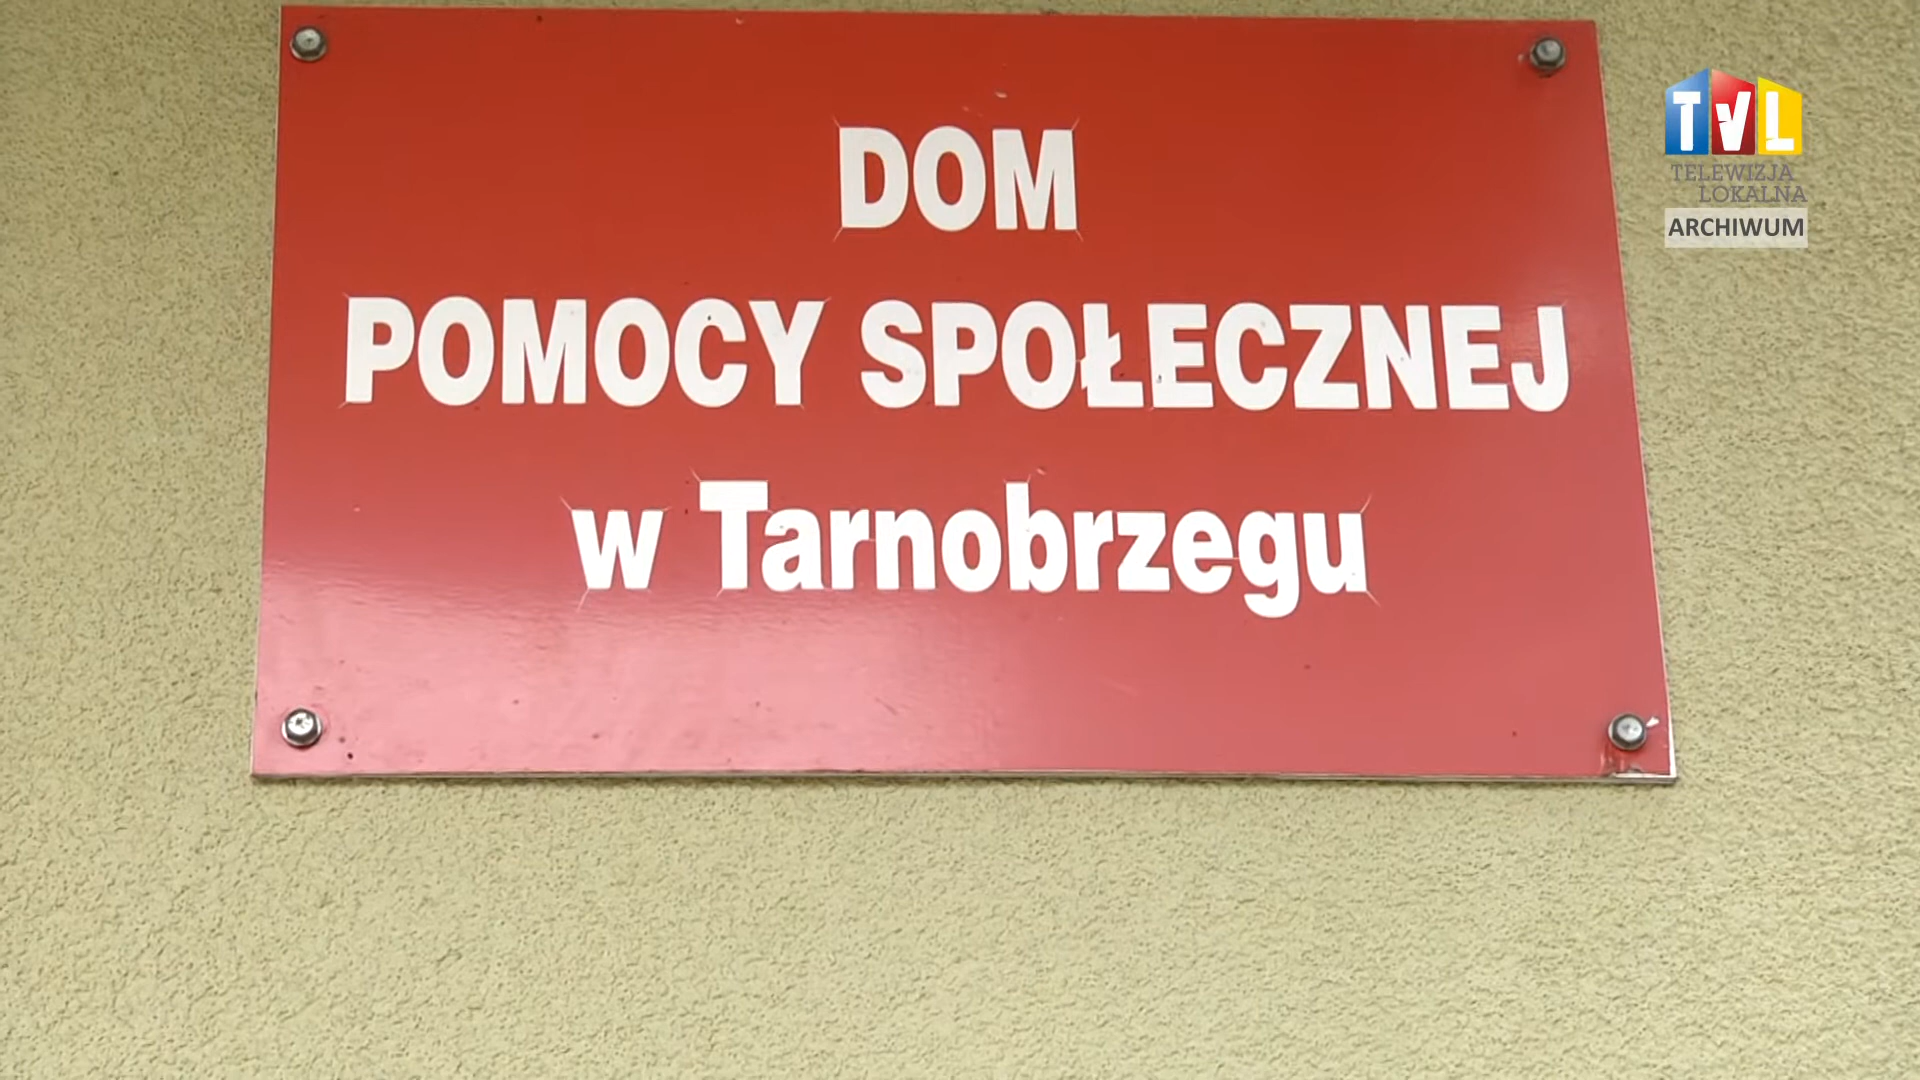 DOM
POMOCY SPOŁECZNEJ
w Tarnobrzegu
TVL
TELEWIZJA
LOKALNA
ARCHIWUM